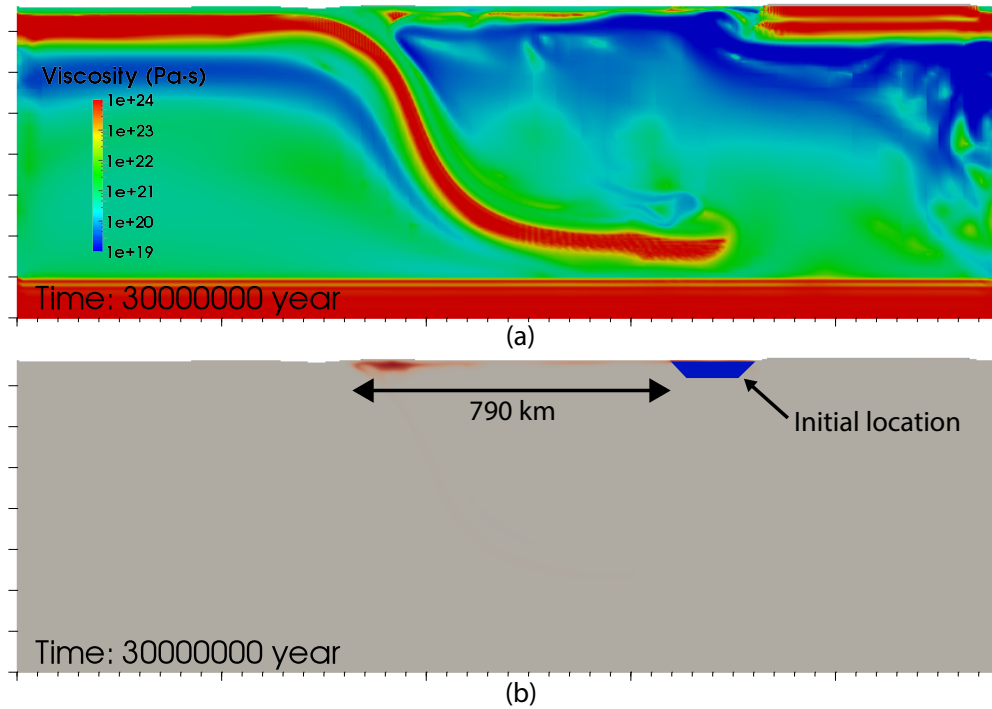 Viscosity (Pa·s)
1e+24
1e+23
1e+22
1e+21
1e+20
1e+19
Time: 30000000 year
(a)
790 km
Initial location
Time: 30000000 year
(b)